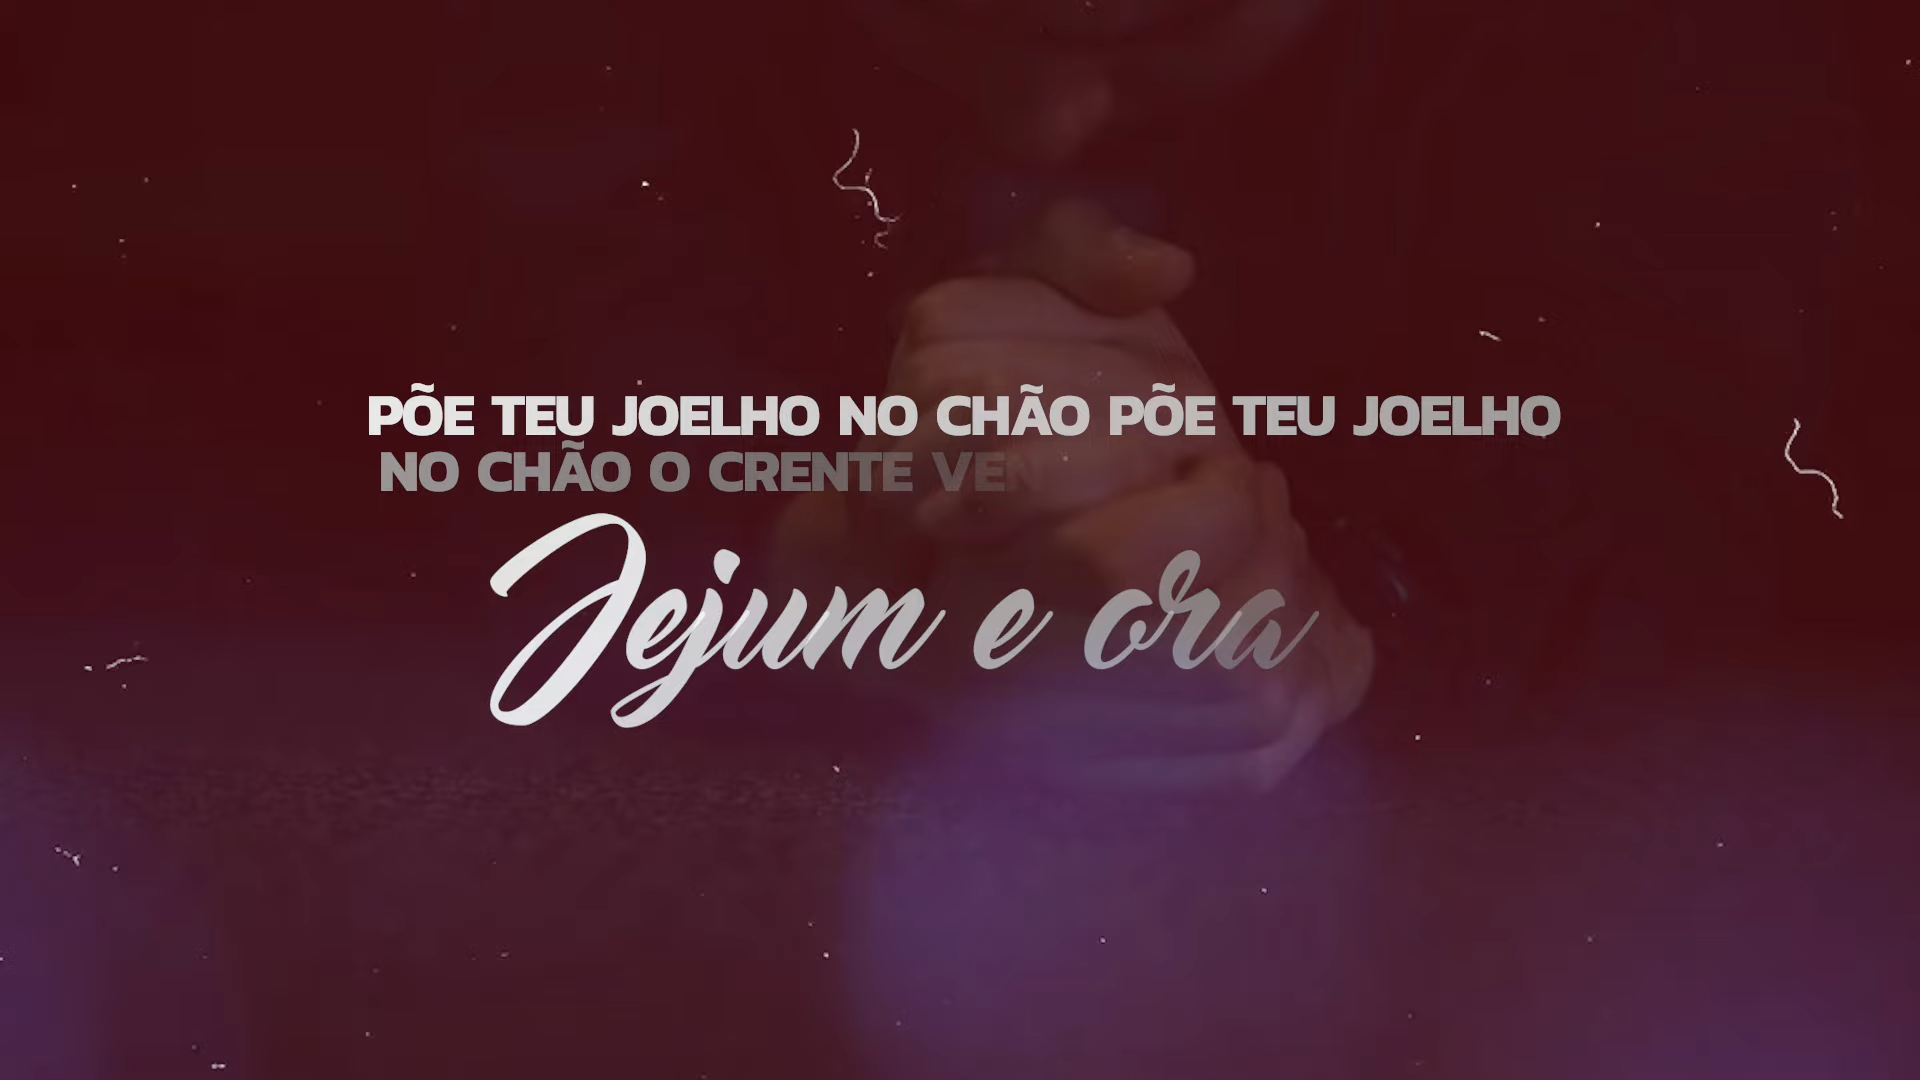 PÕE TEU JOELHO NO CHÃO PÕE TEU JOELHO
NO CHÃO O CRENTE
Jejum e ora